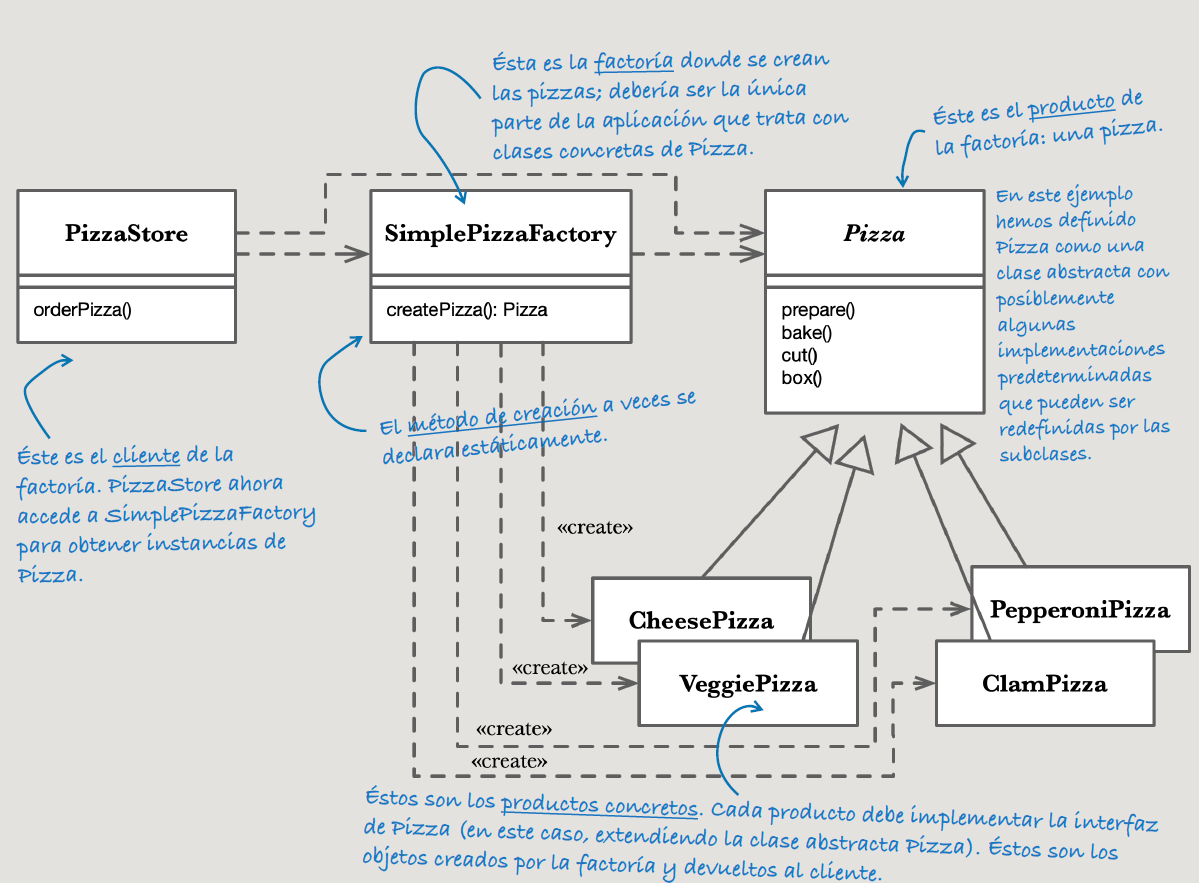 Ésta es la factoría donde se crean
las pizzas; debería ser la única
parte de la aplicación que trata con
clases concretas de Pizza.
Éste es el producto de
la factoría: una pizza.
PizzaStore
orderPizza()
SimplePizzaFactory
createPizza(): Pizza
Pizza
prepare()
bake()
cut()
box()
En este ejemplo
hemos definido
Pizza como una
clase abstracta con
posiblemente
algunas
implementaciones
predeterminadas
que pueden ser
redefinidas por las
subclases.
El método de creación a veces se
declara estáticamente.
Éste es el cliente de la
factoría. PizzaStore ahora
accede a SimplePizzaFactory
para obtener instancias de
Pizza.
«create»
CheesePizza
PepperoniPizza
«create»
VeggiePizza
ClamPizza
«create»
«create»
Éstos son los productos concretos. Cada producto debe implementar la interfaz
de Pizza (en este caso, extendiendo la clase abstracta Pizza). Éstos son los
objetos creados por la factoría y devueltos al cliente.